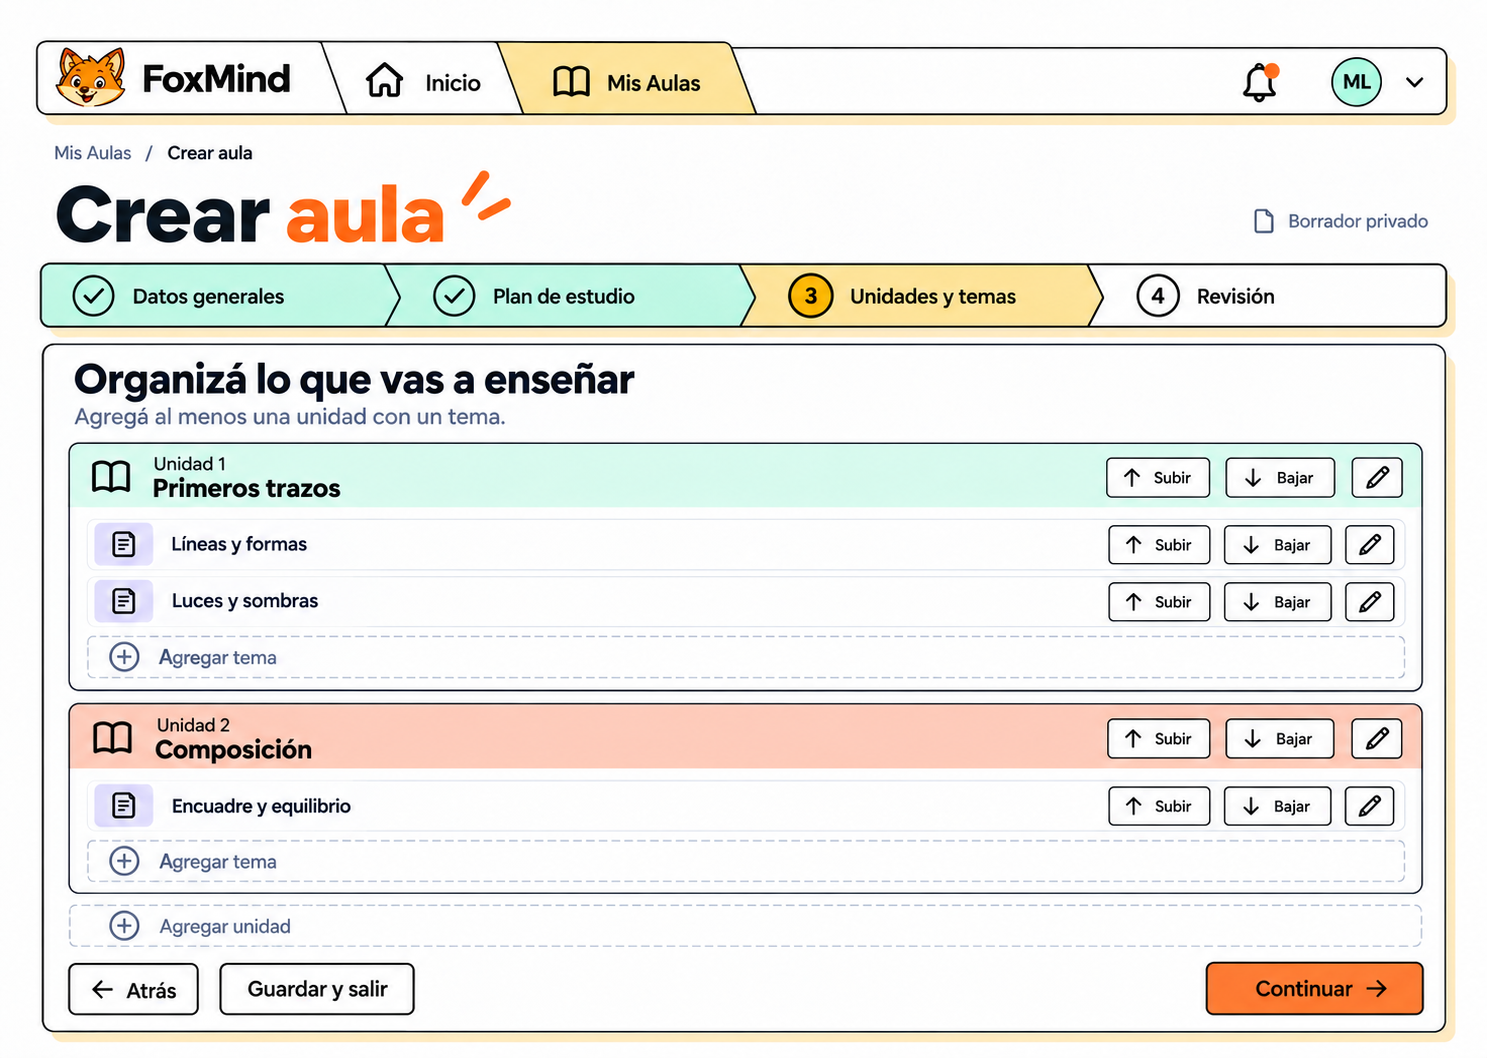 FoxMind
Inicio
Mis Aulas
ML
Mis Aulas / Crear aula
Crear aula
Borrador privado
Datos generales
Plan de estudio
3 Unidades y temas
4 Revisión
Organizá lo que vas a enseñar
Agregá al menos una unidad con un tema.
Unidad 1
Primeros trazos
Subir
Bajar
Líneas y formas
Subir
Bajar
Luces y sombras
Subir
Bajar
Agregar tema
Unidad 2
Composición
Subir
Bajar
Encuadre y equilibrio
Subir
Bajar
Agregar tema
Agregar unidad
Atrás
Guardar y salir
Continuar